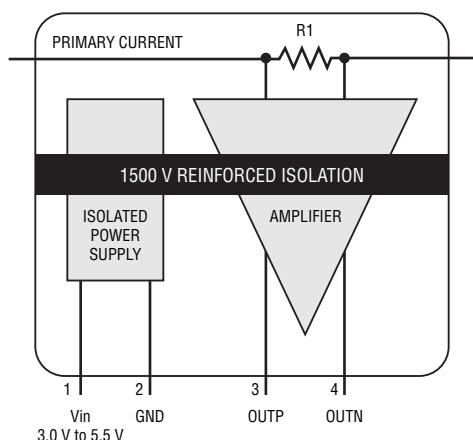 R1
PRIMARY CURRENT
1500 V REINFORCED ISOLATION
ISOLATED
POWER
SUPPLY
AMPLIFIER
1 2 3 4
Vin GND OUTP OUTN
3.0 V to 5.5 V